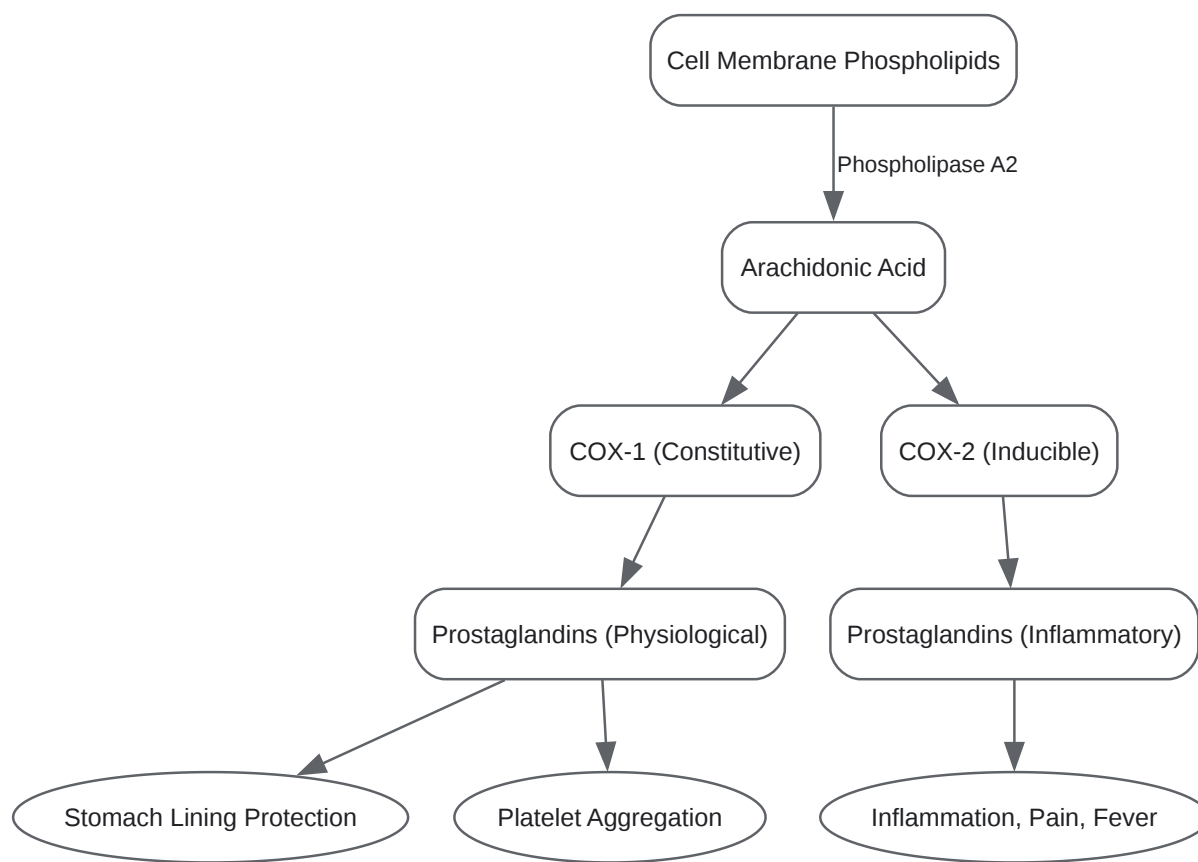 Cell Membrane Phospholipids
Phospholipase A2
Arachidonic Acid
COX-1 (Constitutive)
COX-2 (Inducible)
Prostaglandins (Physiological)
Prostaglandins (Inflammatory)
Stomach Lining Protection
Platelet Aggregation
Inflammation, Pain, Fever